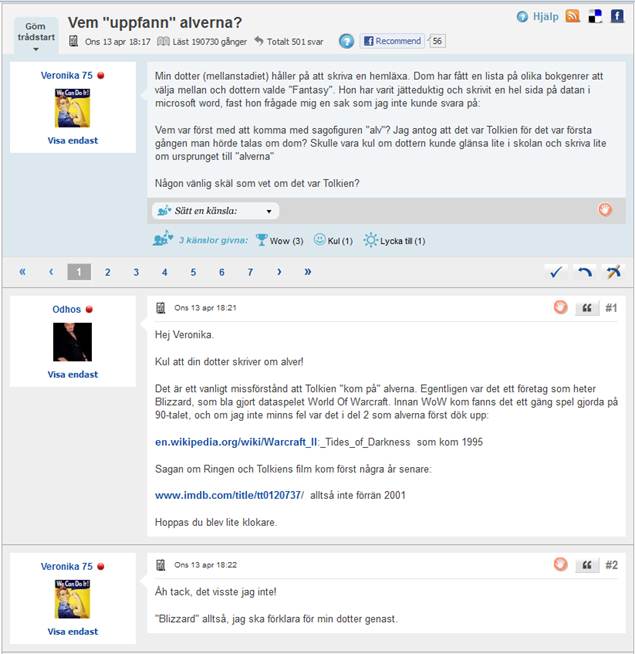 Göm
trådstart
Vem "uppfann" alverna?
Ons 13 apr 18:17 Läst 190730 gånger Totalt 501 svar
Recommend 56
Hjälp
Veronika 75
We Can Do It!
Visa endast
Min dotter (mellanstadiet) håller på att skriva en hemläxa. Dom har fått en lista på olika bokgenrer att
välja mellan och dottern valde "Fantasy". Hon har varit jätteduktig och skrivit en hel sida på datan i
microsoft word, fast hon frågade mig en sak som jag inte kunde svara på:
Vem var först med att komma med sagofiguren "alv"? Jag antog att det var Tolkien för det var första
gången man hörde talas om dom? Skulle vara kul om dottern kunde glänsa lite i skolan och skriva lite
om ursprunget till "alverna"
Någon vänlig skäl som vet om det var Tolkien?
Sätt en känsla:
3 känslor givna: Wow (3) Kul (1) Lycka till (1)
« ‹ 1 2 3 4 5 6 7 › »
Odhos
Visa endast
Ons 13 apr 18:21
#1
Hej Veronika.
Kul att din dotter skriver om alver!
Det är ett vanligt missförstånd att Tolkien "kom på" alverna. Egentligen var det ett företag som heter
Blizzard, som bla gjort dataspelet World Of Warcraft. Innan WoW kom fanns det ett gäng spel gjorda på
90-talet, och om jag inte minns fel var det i del 2 som alverna först dök upp:
en.wikipedia.org/wiki/Warcraft_II:_Tides_of_Darkness som kom 1995
Sagan om Ringen och Tolkiens film kom först några år senare:
www.imdb.com/title/tt0120737/ alltså inte förrän 2001
Hoppas du blev lite klokare.
Veronika 75
We Can Do It!
Visa endast
Ons 13 apr 18:22
#2
Åh tack, det visste jag inte!
"Blizzard" alltså, jag ska förklara för min dotter genast.